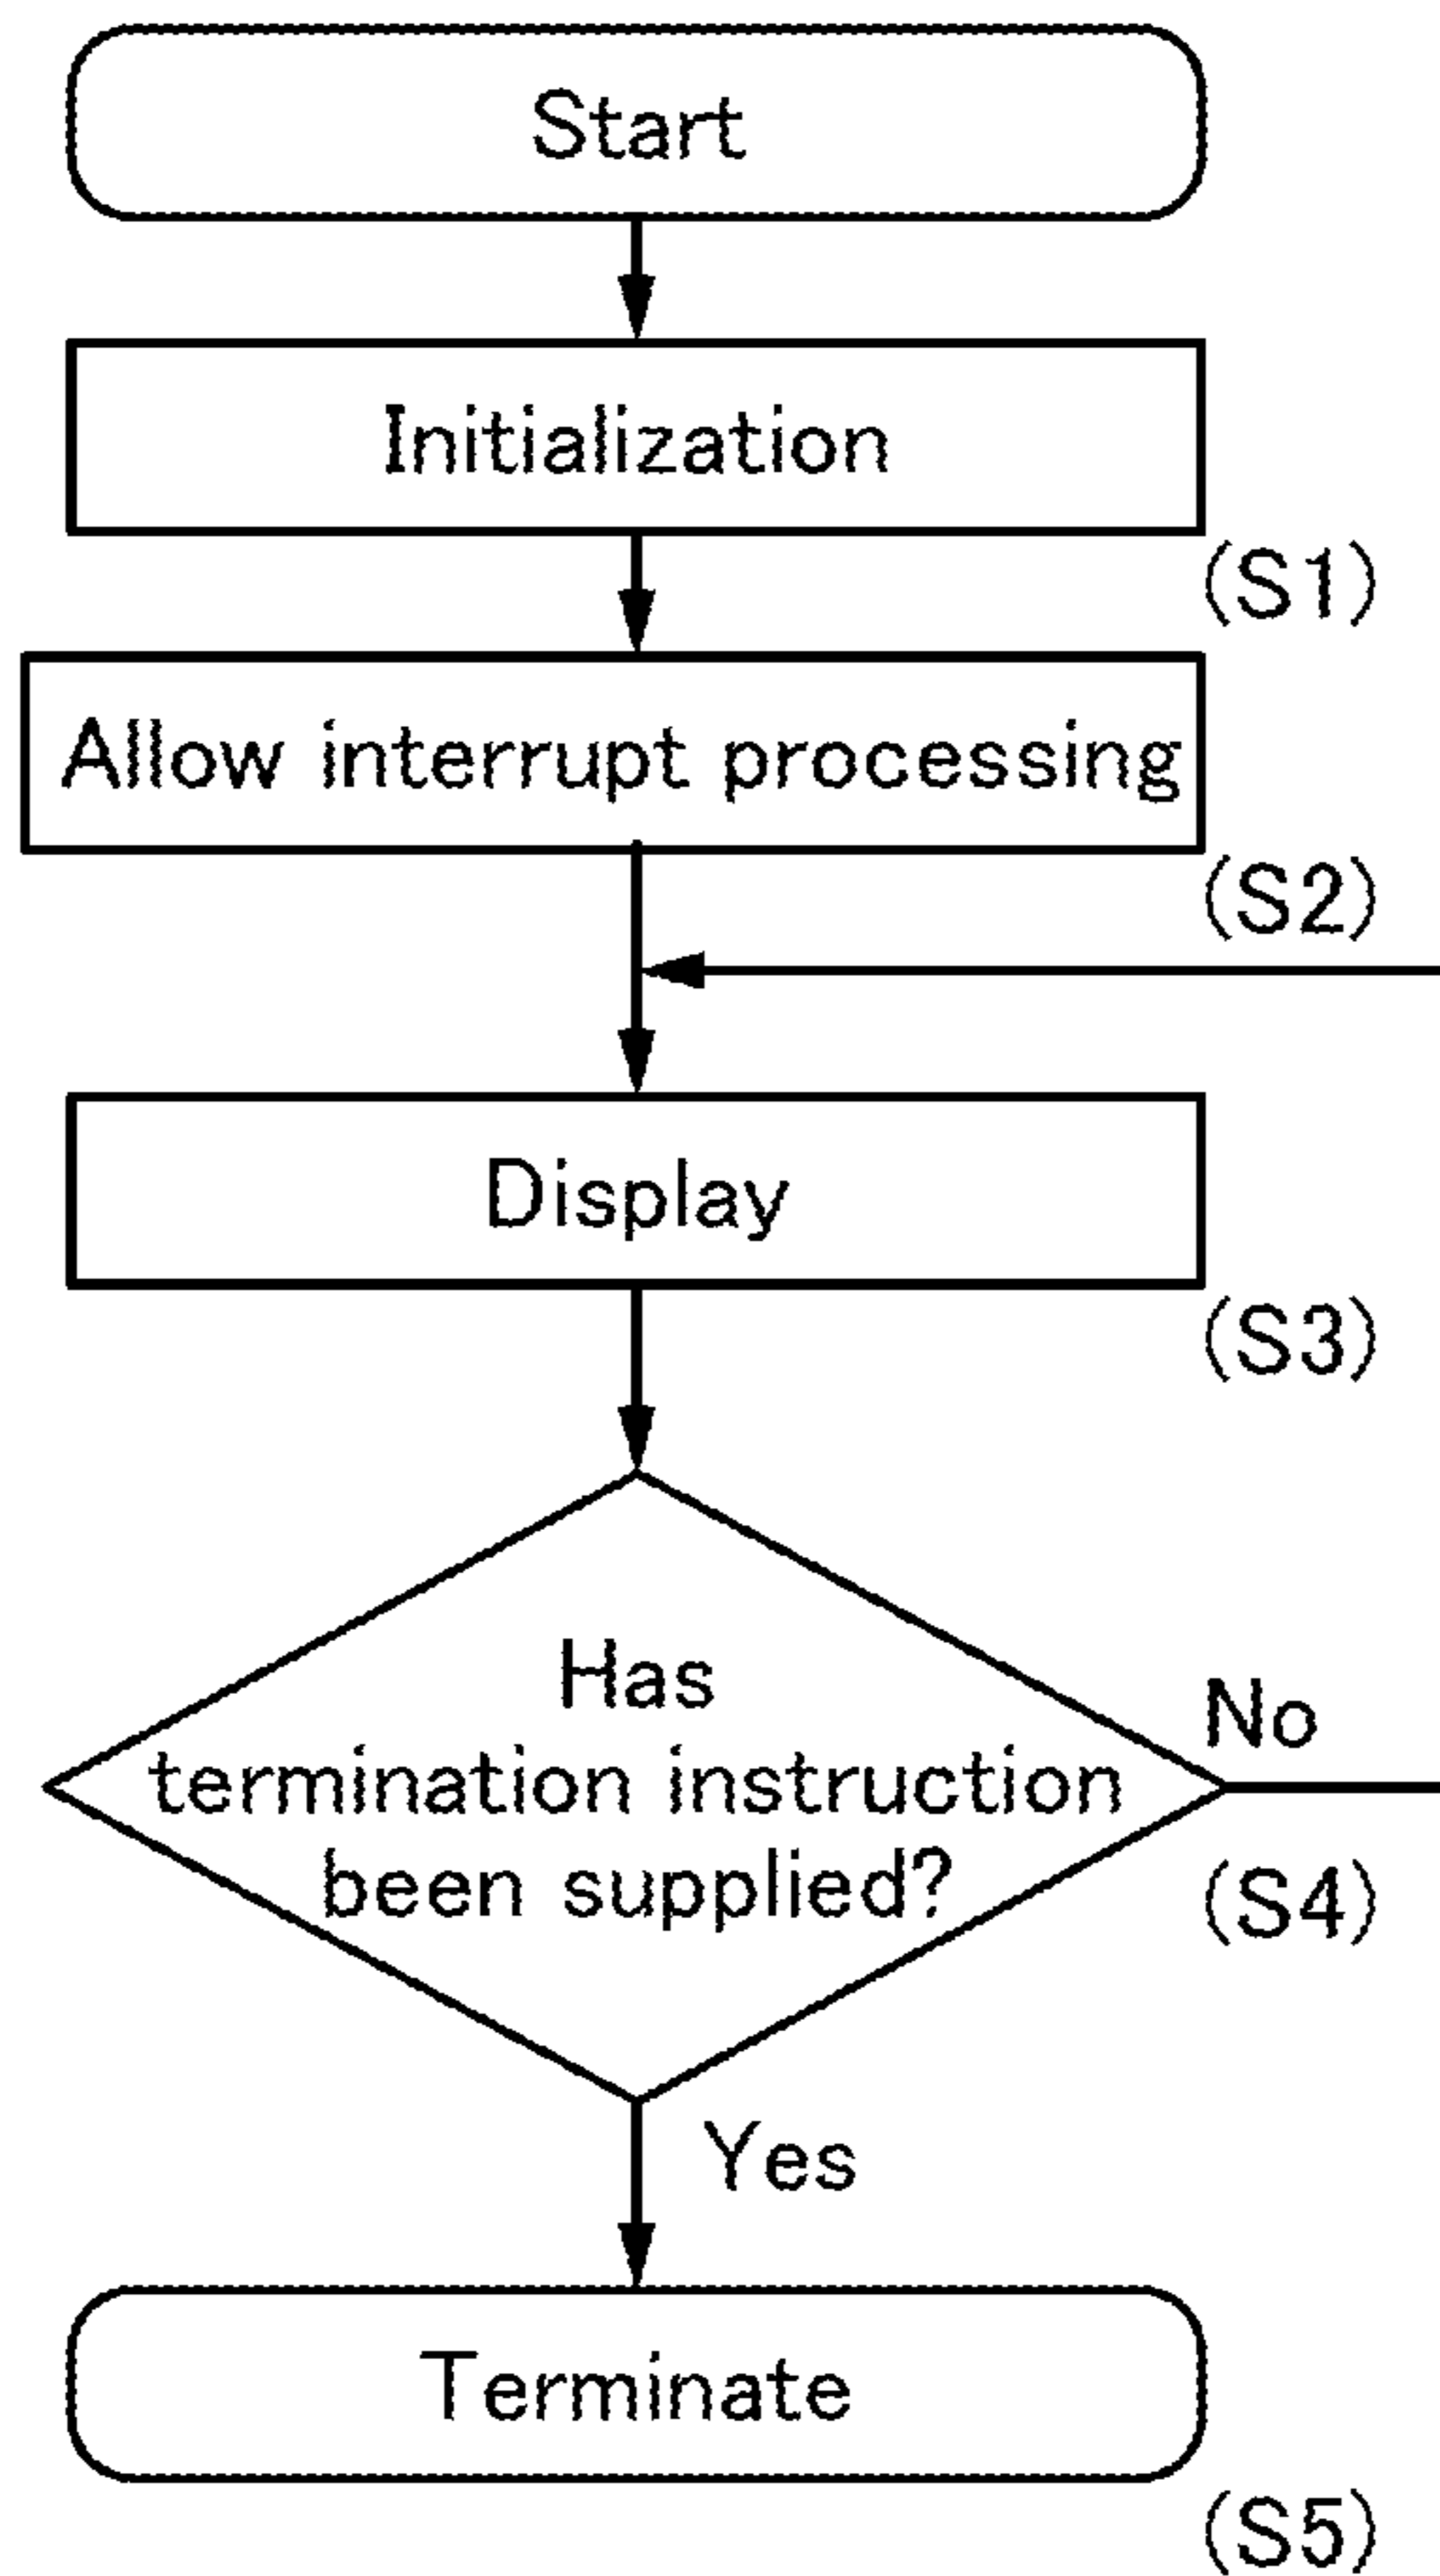 Start
Initialization
(S1)
Allow interrupt processing
(S2)
Display
(S3)
Has
termination instruction
been supplied?
No
(S4)
Yes
Terminate
(S5)